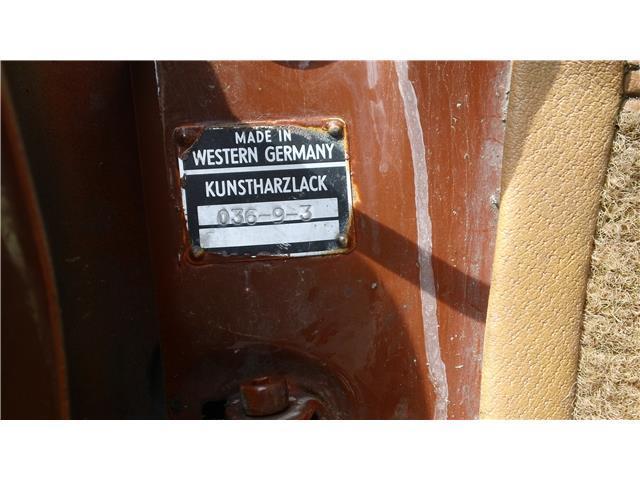 MADE IN
WESTERN GERMANY
KUNSTHARZLACK
036-9-3